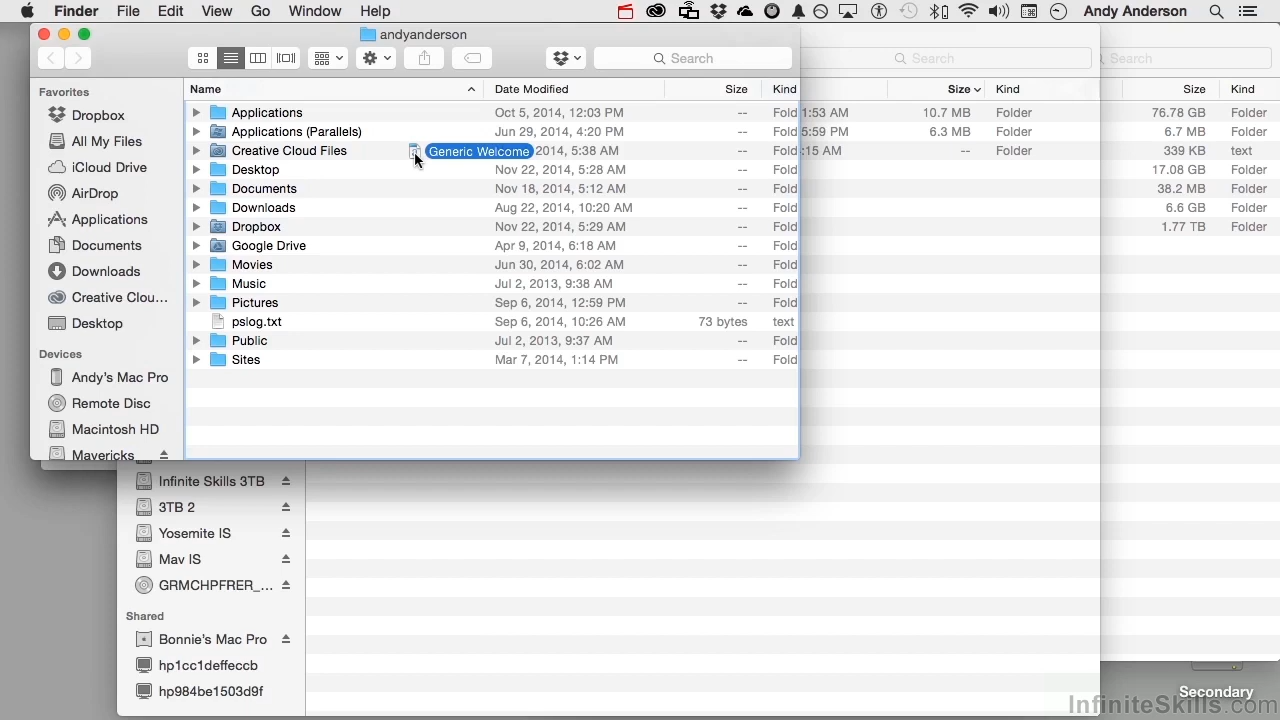 Finder File Edit View Go Window Help Andy Anderson
andyanderson
Search
Search
Search
Favorites
Dropbox
All My Files
iCloud Drive
AirDrop
Applications
Documents
Downloads
Creative Clou...
Desktop
Devices
Andy's Mac Pro
Remote Disc
Macintosh HD
Mavericks
Name Date Modified Size Kind
Applications Oct 5, 2014, 12:03 PM -- Fold
Applications (Parallels) Jun 29, 2014, 4:20 PM -- Fold
Creative Cloud Files Generic Welcome 2014, 5:38 AM -- Fold
Desktop Nov 22, 2014, 5:28 AM -- Fold
Documents Nov 18, 2014, 5:12 AM -- Fold
Downloads Aug 22, 2014, 10:20 AM -- Fold
Dropbox Nov 22, 2014, 5:29 AM -- Fold
Google Drive Apr 9, 2014, 6:18 AM -- Fold
Movies Jun 30, 2014, 6:02 AM -- Fold
Music Jul 2, 2013, 9:38 AM -- Fold
Pictures Sep 6, 2014, 12:59 PM -- Fold
pslog.txt Sep 6, 2014, 10:26 AM 73 bytes text
Public Jul 2, 2013, 9:37 AM -- Fold
Sites Mar 7, 2014, 1:14 PM -- Fold
Size Kind
1:53 AM 10.7 MB Folder
5:59 PM 6.3 MB Folder
:15 AM -- Folder
Size Kind
76.78 GB Folder
6.7 MB Folder
339 KB text
17.08 GB Folder
38.2 MB Folder
6.6 GB Folder
1.77 TB Folder
Infinite Skills 3TB
3TB 2
Yosemite IS
Mav IS
GRMCHPFRER_...
Shared
Bonnie's Mac Pro
hp1cc1deffeccb
hp984be1503d9f
Secondary
InfiniteSkills.com